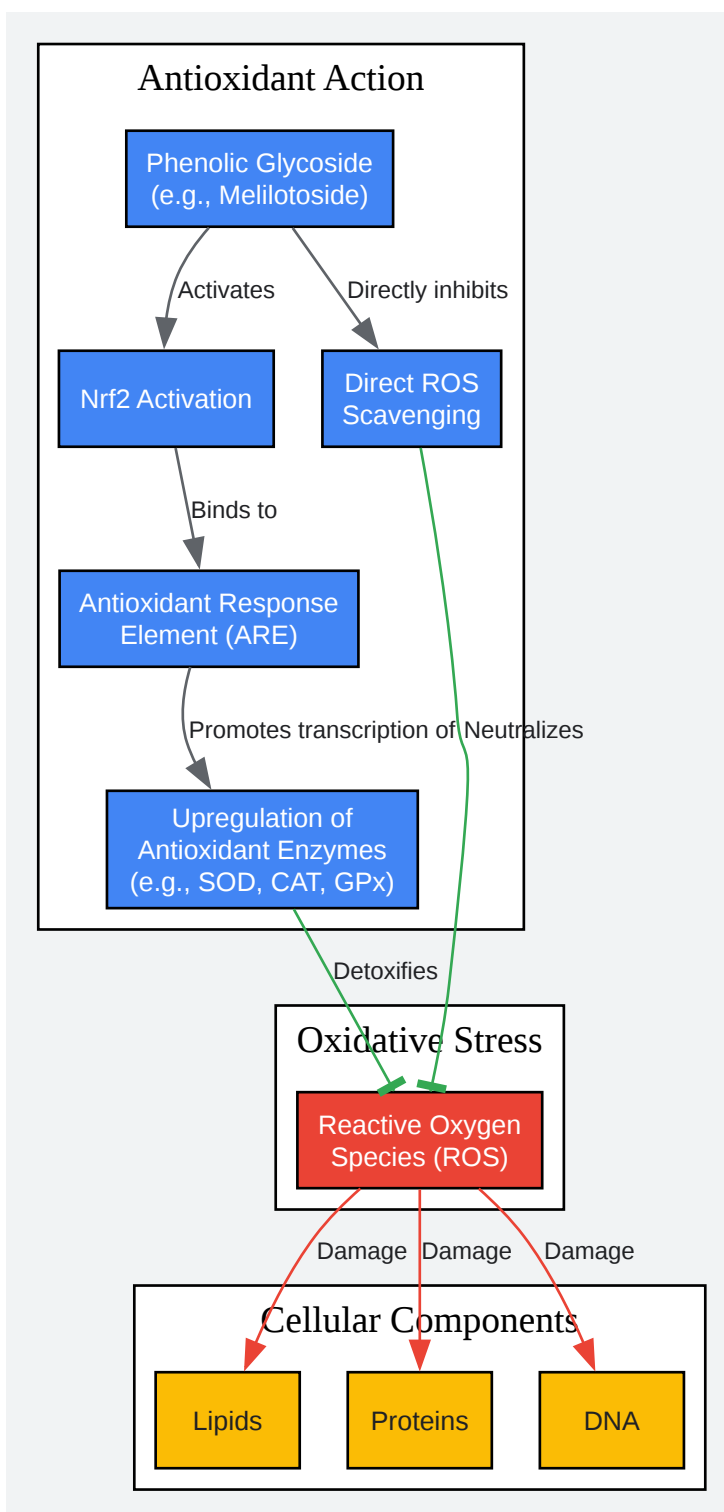 Antioxidant Action
Phenolic Glycoside
(e.g., Melilotoside)
Activates
Directly inhibits
Nrf2 Activation
Direct ROS
Scavenging
Binds to
Antioxidant Response
Element (ARE)
Promotes transcription of
Neutralizes
Upregulation of
Antioxidant Enzymes
(e.g., SOD, CAT, GPx)
Detoxifies
Oxidative Stress
Reactive Oxygen
Species (ROS)
Damage
Damage
Damage
Cellular Components
Lipids
Proteins
DNA